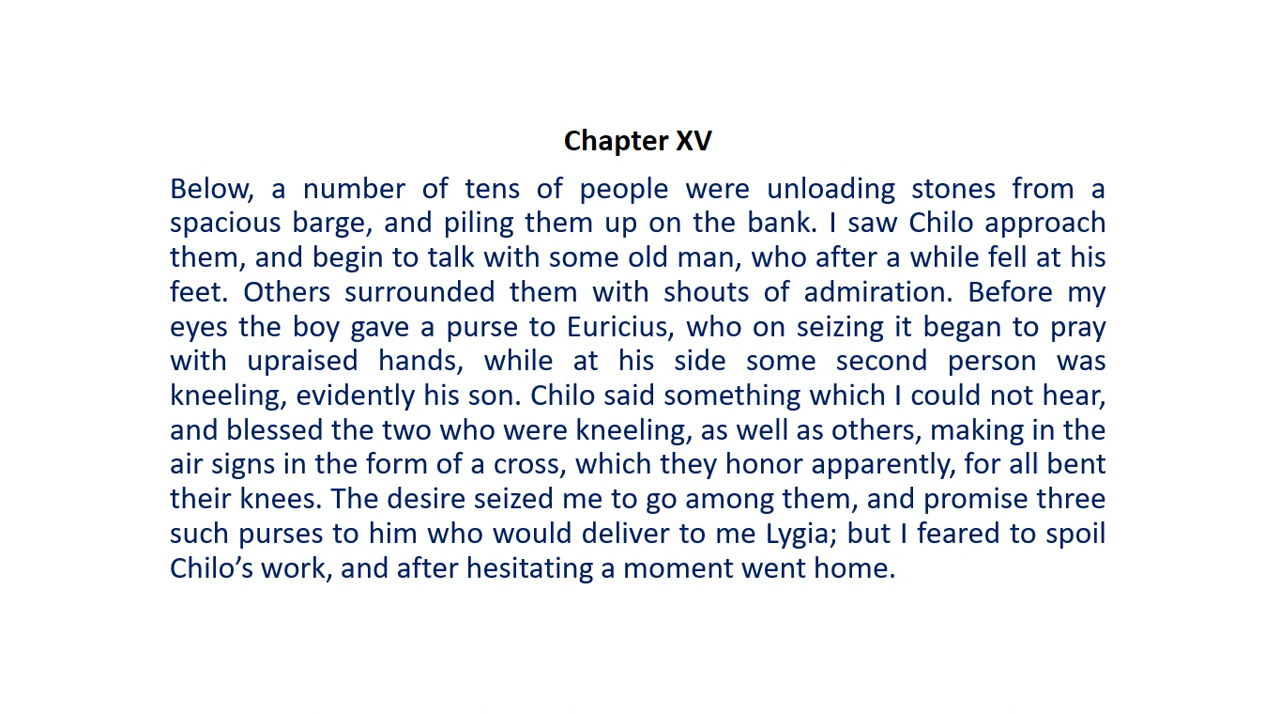 Chapter XV
Below, a number of tens of people were unloading stones from a
spacious barge, and piling them up on the bank. I saw Chilo approach
them, and begin to talk with some old man, who after a while fell at his
feet. Others surrounded them with shouts of admiration. Before my
eyes the boy gave a purse to Euricius, who on seizing it began to pray
with upraised hands, while at his side some second person was
kneeling, evidently his son. Chilo said something which I could not hear,
and blessed the two who were kneeling, as well as others, making in the
air signs in the form of a cross, which they honor apparently, for all bent
their knees. The desire seized me to go among them, and promise three
such purses to him who would deliver to me Lygia; but I feared to spoil
Chilo’s work, and after hesitating a moment went home.